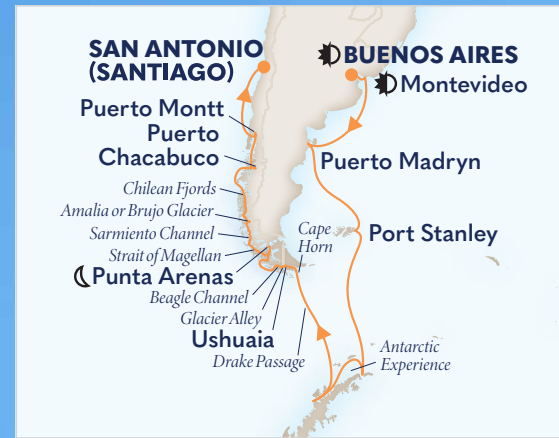 SAN ANTONIO
(SANTIAGO)
BUENOS AIRES
Montevideo
Puerto Montt
Puerto
Chacabuco
Puerto Madryn
Chilean Fjords
Amalia or Brujo Glacier
Sarmiento Channel
Strait of Magellan
Cape
Horn
Port Stanley
Punta Arenas
Beagle Channel
Glacier Alley
Ushuaia
Drake Passage
Antarctic
Experience